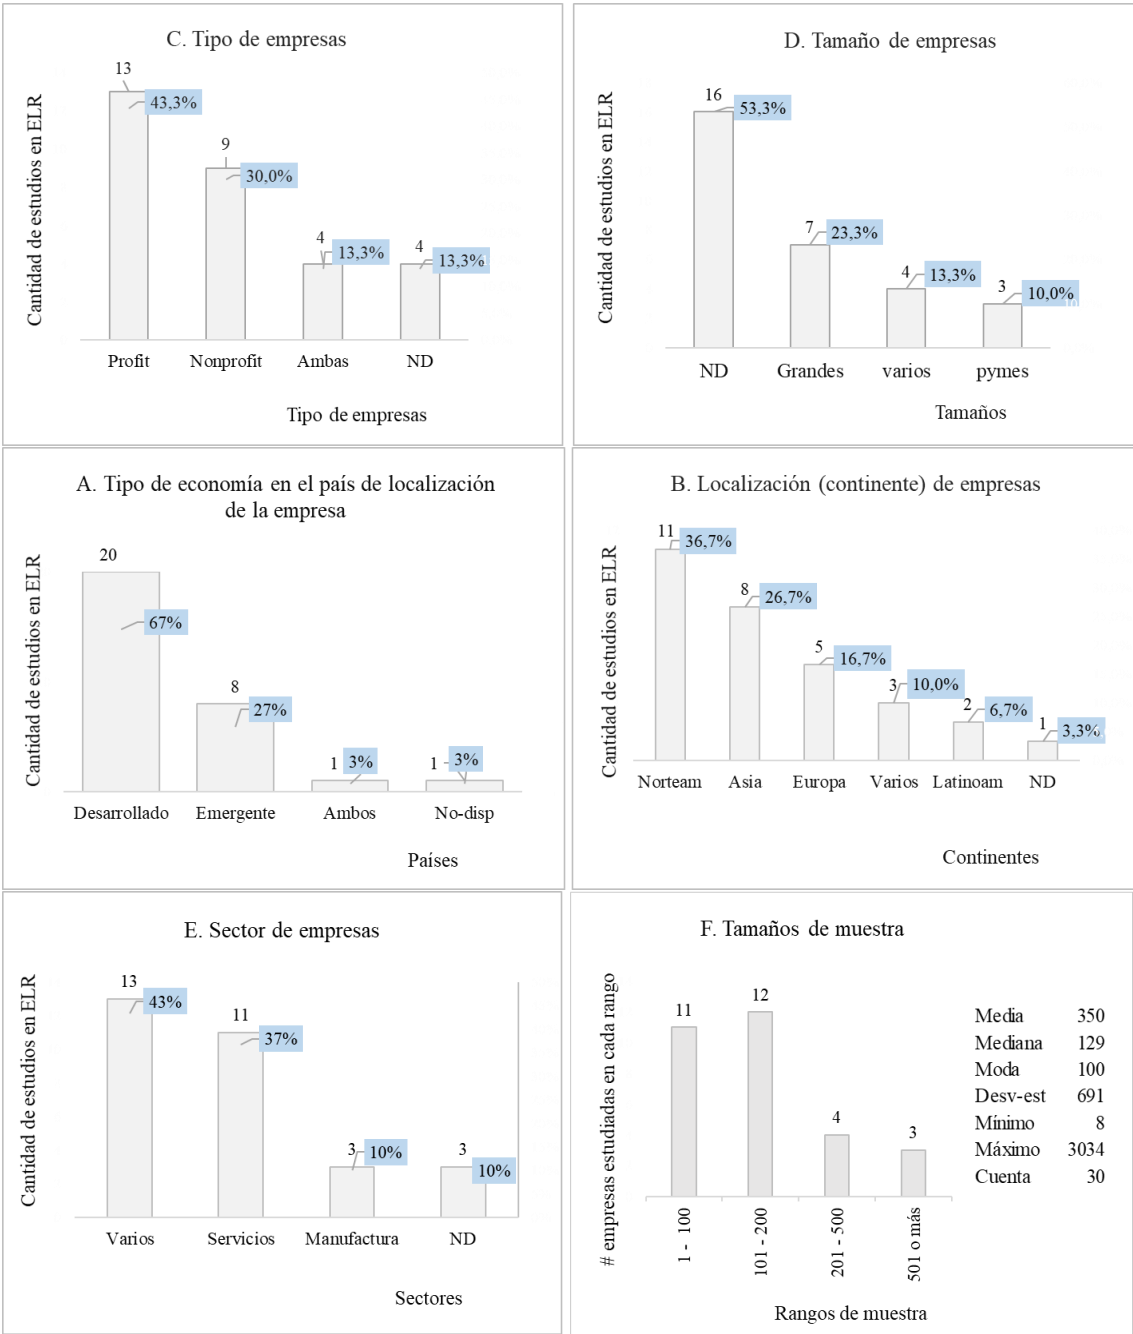 C. Tipo de empresas
Cantidad de estudios en ELR
13
43,3%
9
30,0%
4
13,3%
4
13,3%
Profit
Nonprofit
Ambas
ND
Tipo de empresas
D. Tamaño de empresas
Cantidad de estudios en ELR
16
53,3%
7
23,3%
4
13,3%
3
10,0%
ND
Grandes
varios
pymes
Tamaños
A. Tipo de economía en el país de localización
de la empresa
Cantidad de estudios en ELR
20
67%
8
27%
1
3%
1
3%
Desarrollado
Emergente
Ambos
No-disp
Países
B. Localización (continente) de empresas
Cantidad de estudios en ELR
11
36,7%
8
26,7%
5
16,7%
3
10,0%
2
6,7%
1
3,3%
Norteam
Asia
Europa
Varios
Latinoam
ND
Continentes
E. Sector de empresas
Cantidad de estudios en ELR
13
43%
11
37%
3
10%
3
10%
Varios
Servicios
Manufactura
ND
Sectores
F. Tamaños de muestra
# empresas estudiadas en cada rango
11
12
4
3
1 - 100
101 - 200
201 - 500
501 o más
Rangos de muestra
Media 350
Mediana 129
Moda 100
Desv-est 691
Mínimo 8
Máximo 3034
Cuenta 30